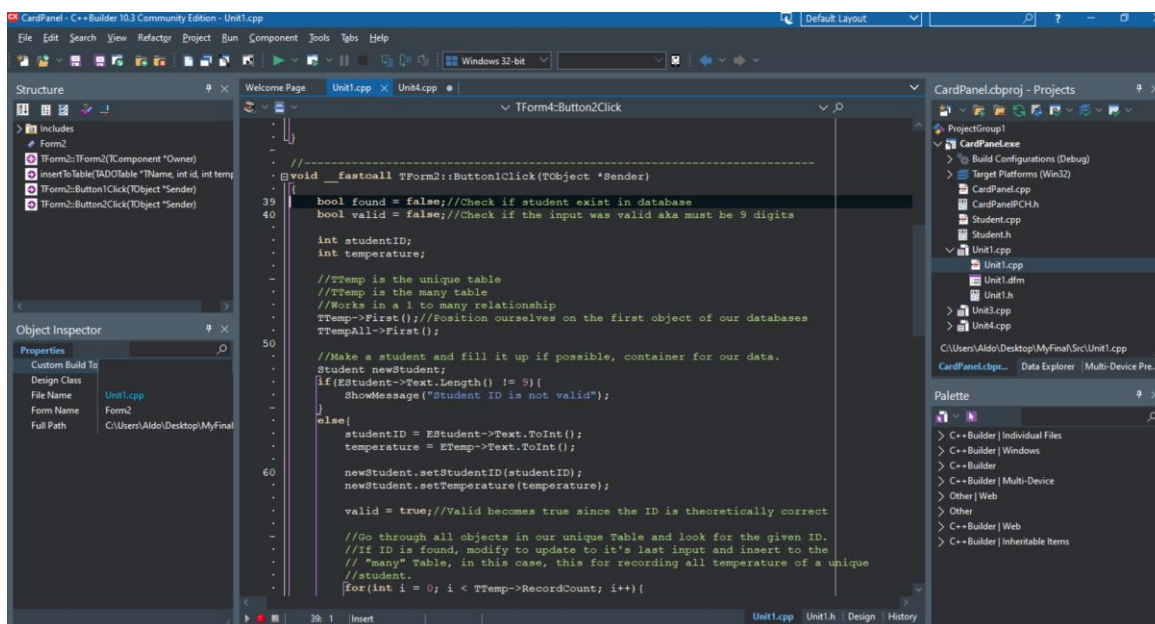 CardPanel - C++Builder 10.3 Community Edition - Unit1.cpp
Default Layout
File Edit Search View Refactor Project Run Component Tools Tabs Help
Windows 32-bit
Structure
Includes
Form2
TForm2::TForm2(TComponent *Owner)
insertToTable(TADOTable *TName, int id, int temp
TForm2::Button1Click(TObject *Sender)
TForm2::Button2Click(TObject *Sender)
Object Inspector
Properties
Custom Build To
Design Class
File Name Unit1.cpp
Form Name Form2
Full Path C:\Users\Aldo\Desktop\MyFinal
Welcome Page Unit1.cpp Unit4.cpp
TForm4::Button2Click
}
//--------------------------------------------------------------------------
void __fastcall TForm2::Button1Click(TObject *Sender)
{
39 bool found = false;//Check if student exist in database
40 bool valid = false;//Check if the input was valid aka must be 9 digits
int studentID;
int temperature;
//TTemp is the unique table
//TTemp is the many table
//Works in a 1 to many relationship
TTemp->First();//Position ourselves on the first object of our databases
TTempAll->First();
50
//Make a student and fill it up if possible, container for our data.
Student newStudent;
if(EStudent->Text.Length() != 9){
ShowMessage("Student ID is not valid");
}
else{
studentID = EStudent->Text.ToInt();
temperature = ETemp->Text.ToInt();
60 newStudent.setStudentID(studentID);
newStudent.setTemperature(temperature);
valid = true;//Valid becomes true since the ID is theoretically correct
//Go through all objects in our unique Table and look for the given ID.
//If ID is found, modify to update to it's last input and insert to the
// "many" Table, in this case, this for recording all temperature of a unique
//student.
for(int i = 0; i < TTemp->RecordCount; i++){
39: 1 Insert
Unit1.cpp Unit1.h Design History
CardPanel.cbproj - Projects
ProjectGroup1
CardPanel.exe
Build Configurations (Debug)
Target Platforms (Win32)
CardPanel.cpp
CardPanelPCH.h
Student.cpp
Student.h
Unit1.cpp
Unit1.cpp
Unit1.dfm
Unit1.h
Unit3.cpp
Unit4.cpp
C:\Users\Aldo\Desktop\MyFinal\Src\Unit1.cpp
CardPanel.cbpr... Data Explorer Multi-Device Pre...
Palette
C++Builder | Individual Files
C++Builder | Windows
C++Builder
C++Builder | Multi-Device
Other | Web
Other
C++Builder | Web
C++Builder | Inheritable Items